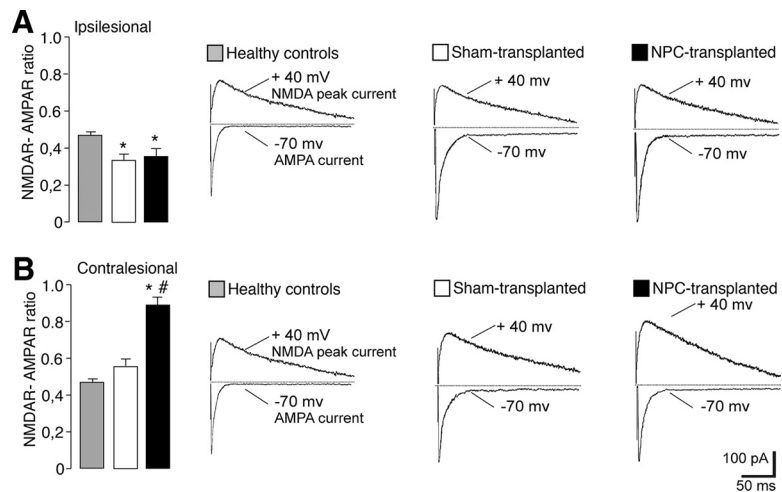 A
Ipsilesional
NMDAR- AMPAR ratio
1,0
0.8
0.6
0,4
0,2
0
*
*
Healthy controls
+ 40 mV
NMDA peak current
-70 mv
AMPA current
Sham-transplanted
+ 40 mv
-70 mv
NPC-transplanted
+ 40 mv
-70 mv
B
Contralesional
NMDAR- AMPAR ratio
1.0
0.8
0.6
0.4
0.2
0
* #
Healthy controls
+ 40 mV
NMDA peak current
-70 mv
AMPA current
Sham-transplanted
+ 40 mv
-70 mv
NPC-transplanted
+ 40 mv
-70 mv
100 pA
50 ms